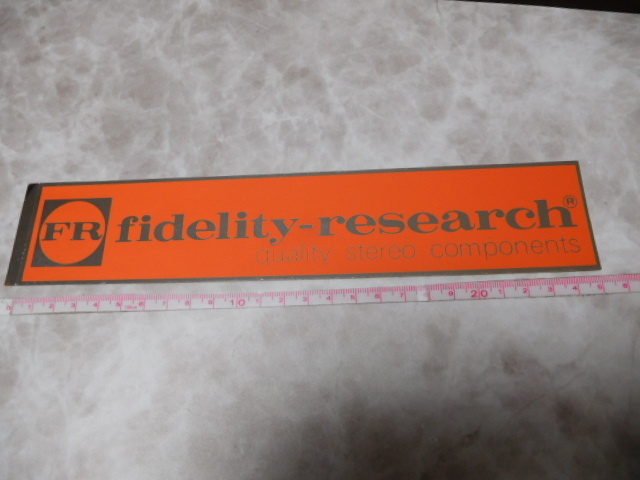 FR fidelity-research®
quality stereo components
10 20